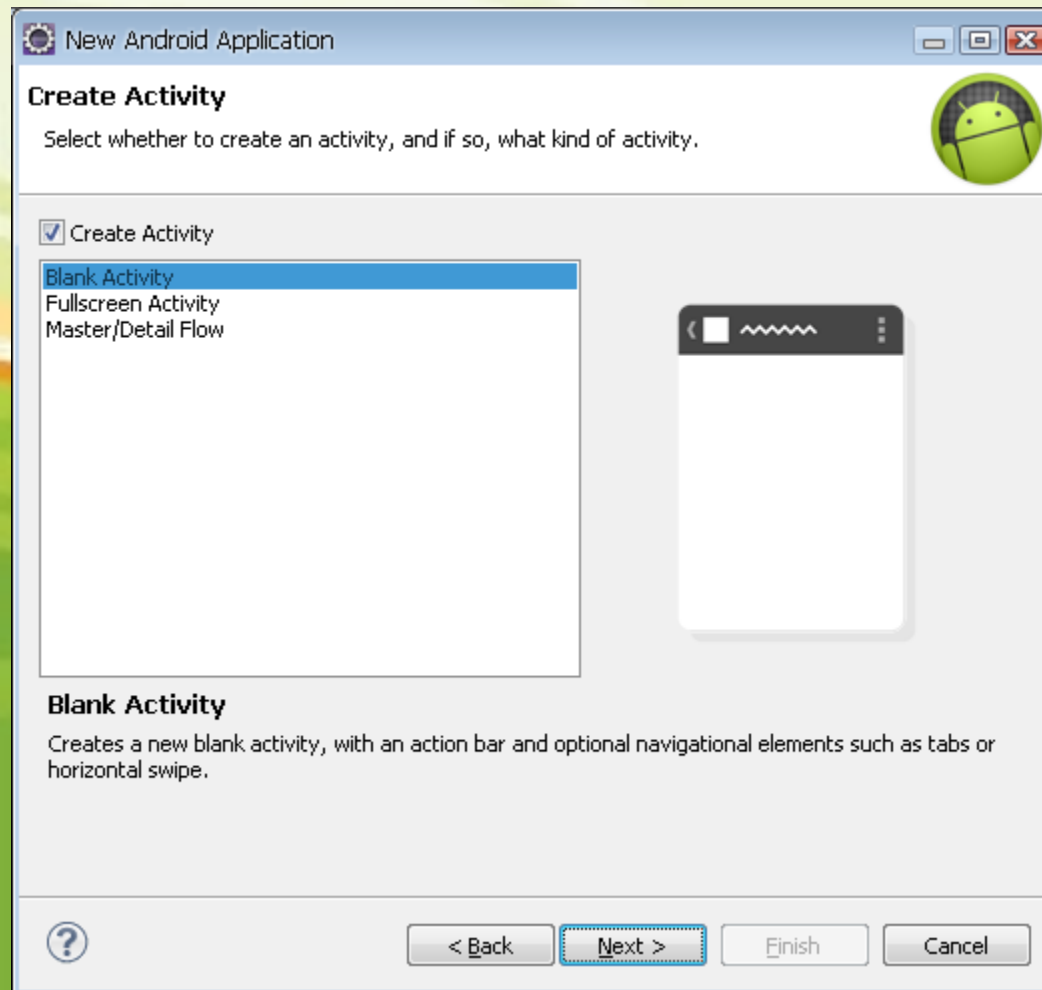 New Android Application
Create Activity
Select whether to create an activity, and if so, what kind of activity.
Create Activity
Blank Activity
Fullscreen Activity
Master/Detail Flow
Blank Activity
Creates a new blank activity, with an action bar and optional navigational elements such as tabs or
horizontal swipe.
?
< Back
Next >
Finish
Cancel